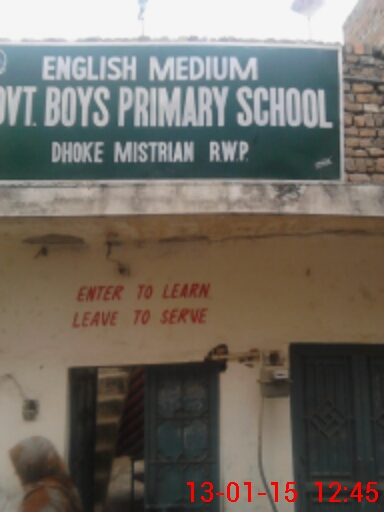 ENGLISH MEDIUM
OVT. BOYS PRIMARY SCHOOL
DHOKE MISTRIAN R.W.P.
ENTER TO LEARN
LEAVE TO SERVE
13-01-15 12:45